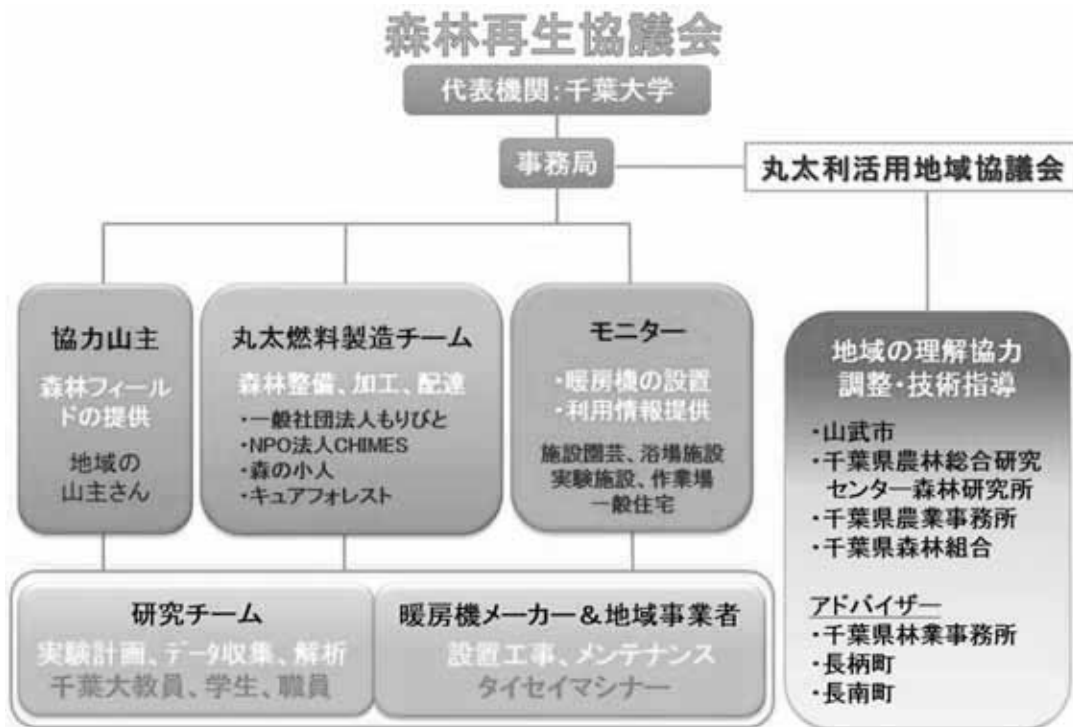 森林再生協議会
代表機関：千葉大学
事務局
丸太利活用地域協議会
協力山主
森林フィール
ドの提供
地域の
山主さん
丸太燃料製造チーム
森林整備、加工、配達
・一般社団法人もりびと
・NPO法人CHIMES
・森の小人
・キュアフォレスト
モニター
・暖房機の設置
・利用情報提供
施設園芸、浴場施設
実験施設、作業場
一般住宅
地域の理解協力
調整・技術指導
・山武市
・千葉県農林総合研究
センター森林研究所
・千葉県農業事務所
・千葉県森林組合
アドバイザー
・千葉県林業事務所
・長柄町
・長南町
研究チーム
実験計画、データ収集、解析
千葉大教員、学生、職員
暖房機メーカー＆地域事業者
設置工事、メンテナンス
タイセイマシナー